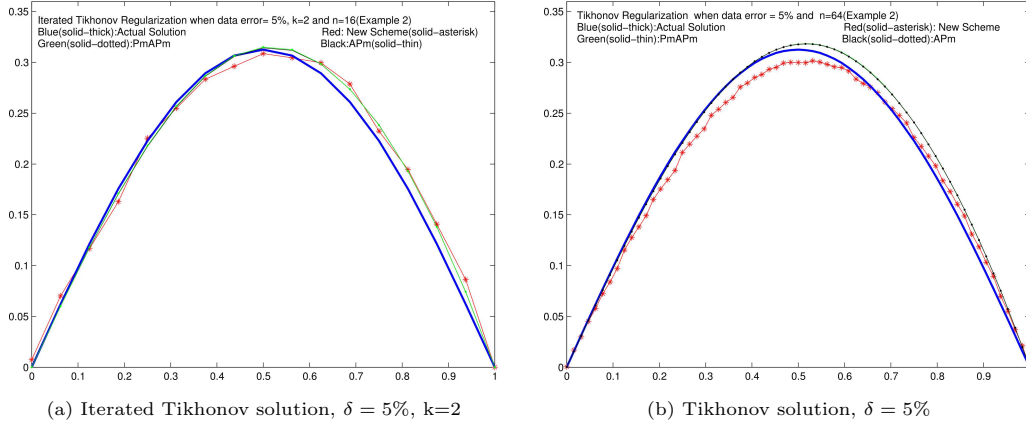 Iterated Tikhonov Regularization when data error= 5%, k=2 and n=16(Example 2)
Blue(solid−thick):Actual Solution Red: New Scheme(solid−asterisk)
Green(solid−dotted):PmAPm Black:APm(solid−thin)
0.3
0.25
0.2
0.15
0.1
0.05
0
0 0.1 0.2 0.3 0.4 0.5 0.6 0.7 0.8 0.9 1
(a) Iterated Tikhonov solution, δ = 5%, k=2
Tikhonov Regularization when data error = 5% and n=64(Example 2)
Blue(solid−thick):Actual Solution Red(solid−asterisk): New Scheme
Green(solid−thin):PmAPm Black(solid−dotted):APm
0.3
0.25
0.2
0.15
0.1
0.05
0
0 0.1 0.2 0.3 0.4 0.5 0.6 0.7 0.8 0.9
(b) Tikhonov solution, δ = 5%